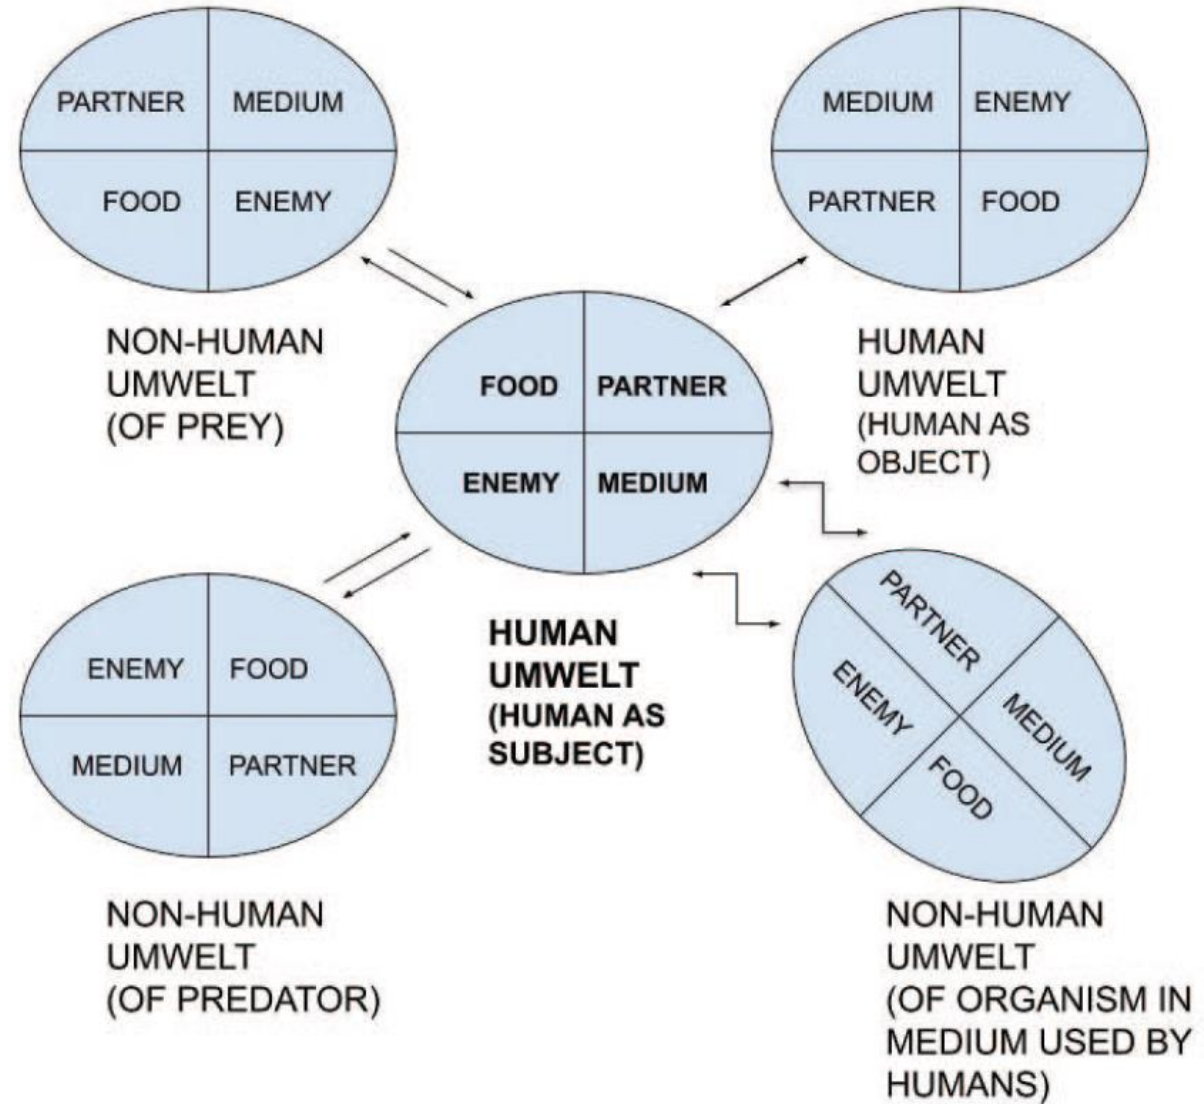 PARTNER MEDIUM
FOOD ENEMY
NON-HUMAN
UMWELT
(OF PREY)
MEDIUM ENEMY
PARTNER FOOD
HUMAN
UMWELT
(HUMAN AS
OBJECT)
FOOD PARTNER
ENEMY MEDIUM
HUMAN
UMWELT
(HUMAN AS
SUBJECT)
ENEMY FOOD
MEDIUM PARTNER
NON-HUMAN
UMWELT
(OF PREDATOR)
PARTNER
ENEMY
MEDIUM
FOOD
NON-HUMAN
UMWELT
(OF ORGANISM IN
MEDIUM USED BY
HUMANS)